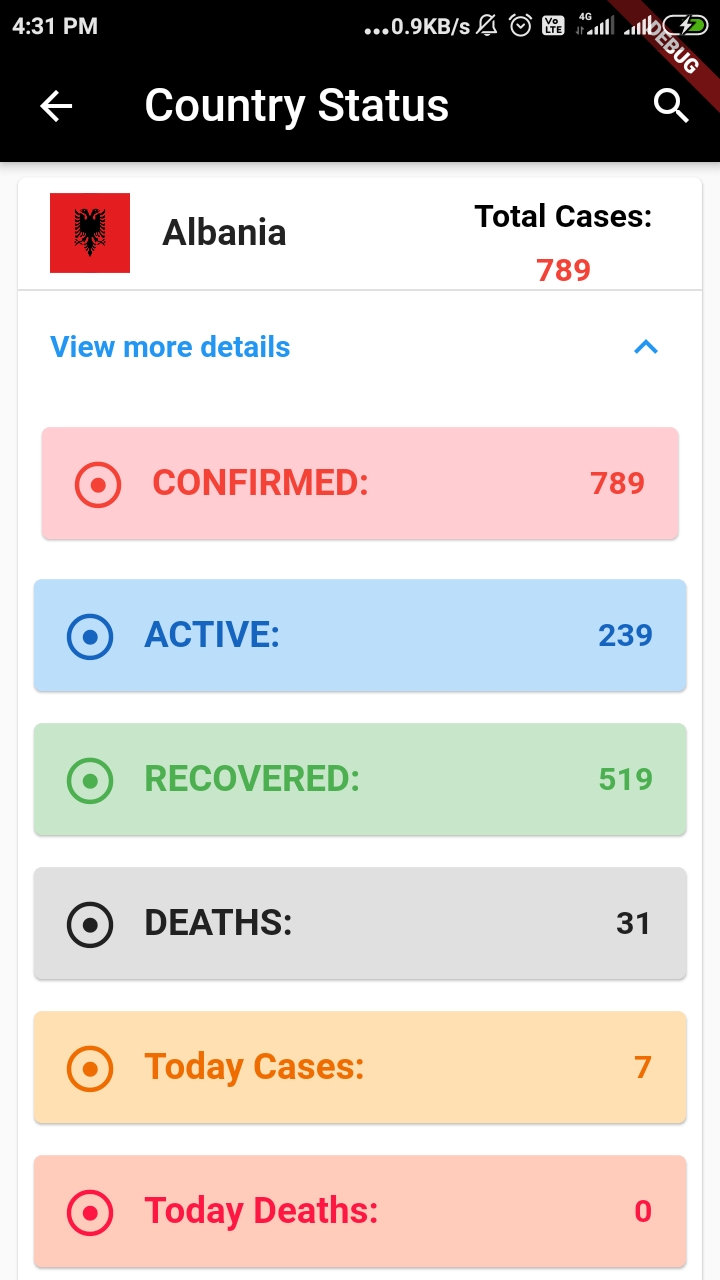 4:31 PM ...0.9KB/s Vo LTE 4G
DEBUG
Country Status
Albania
Total Cases:
789
View more details
CONFIRMED: 789
ACTIVE: 239
RECOVERED: 519
DEATHS: 31
Today Cases: 7
Today Deaths: 0